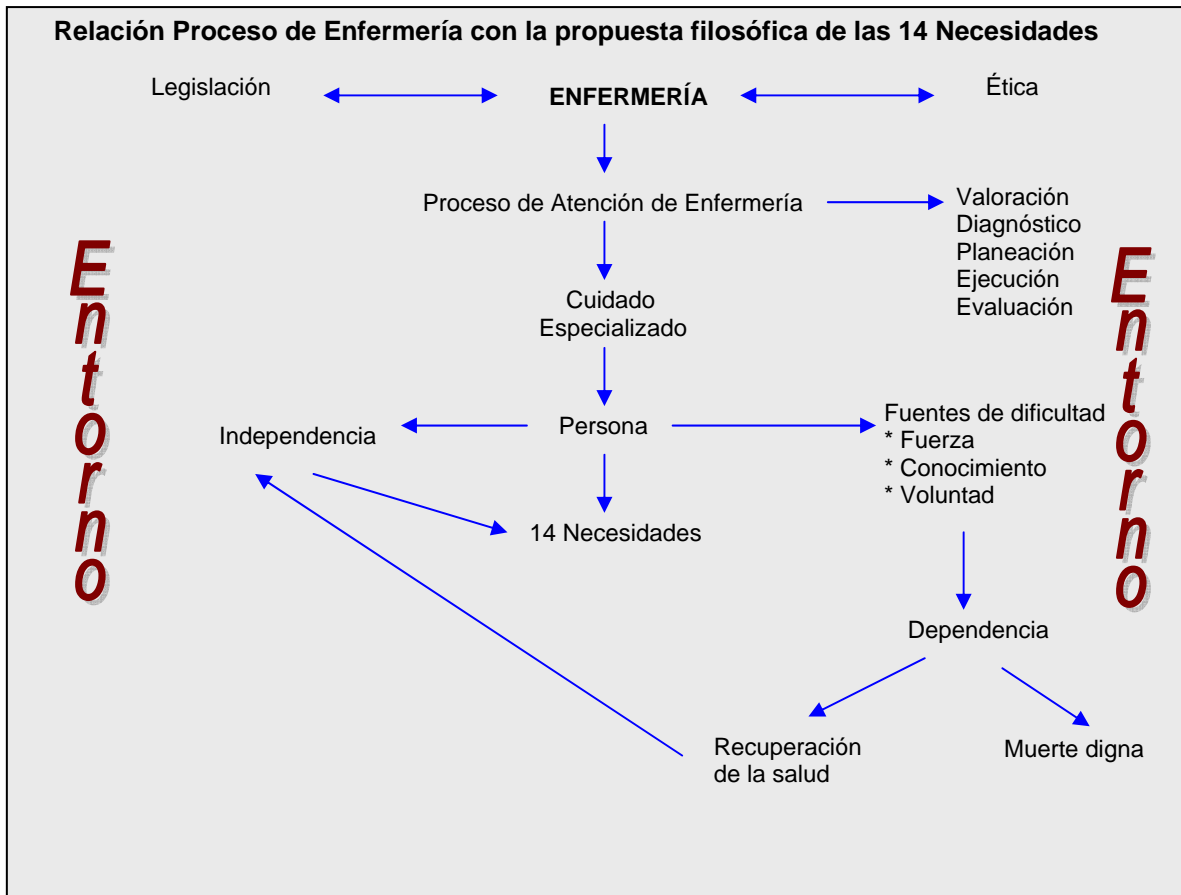 Relación Proceso de Enfermería con la propuesta filosófica de las 14 Necesidades
Legislación
ENFERMERÍA
Ética
Proceso de Atención de Enfermería
Valoración
Diagnóstico
Planeación
Ejecución
Evaluación
Entorno
Entorno
Cuidado
Especializado
Persona
Independencia
Fuentes de dificultad
* Fuerza
* Conocimiento
* Voluntad
14 Necesidades
Dependencia
Recuperación
de la salud
Muerte digna